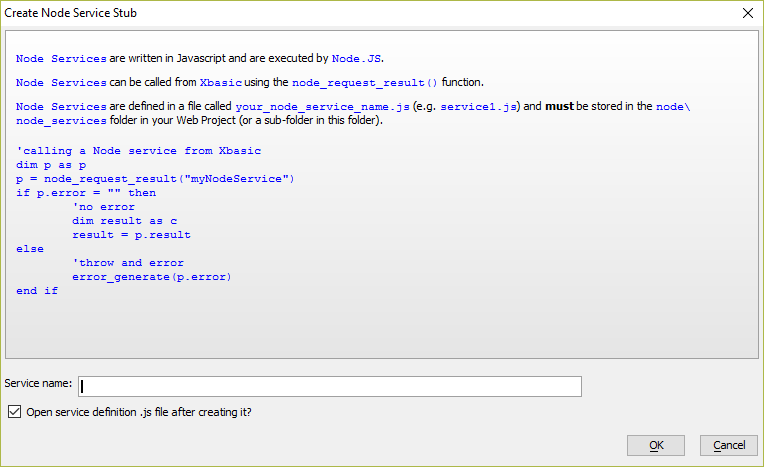 Create Node Service Stub
Node Services are written in Javascript and are executed by Node.JS.
Node Services can be called from Xbasic using the node_request_result() function.
Node Services are defined in a file called your_node_service_name.js (e.g. service1.js) and must be stored in the node\
node_services folder in your Web Project (or a sub-folder in this folder).
'calling a Node service from Xbasic
dim p as p
p = node_request_result("myNodeService")
if p.error = "" then
'no error
dim result as c
result = p.result
else
'throw and error
error_generate(p.error)
end if
Service name:
Open service definition .js file after creating it?
OK Cancel